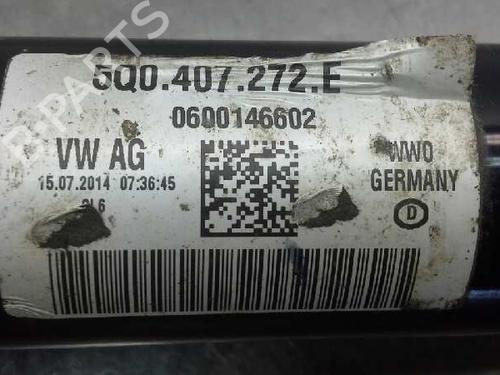 B-PARTS
5Q0.407.272.E
0600146602
VW AG
WWO
15.07.2014 07:36:45
GERMANY
D